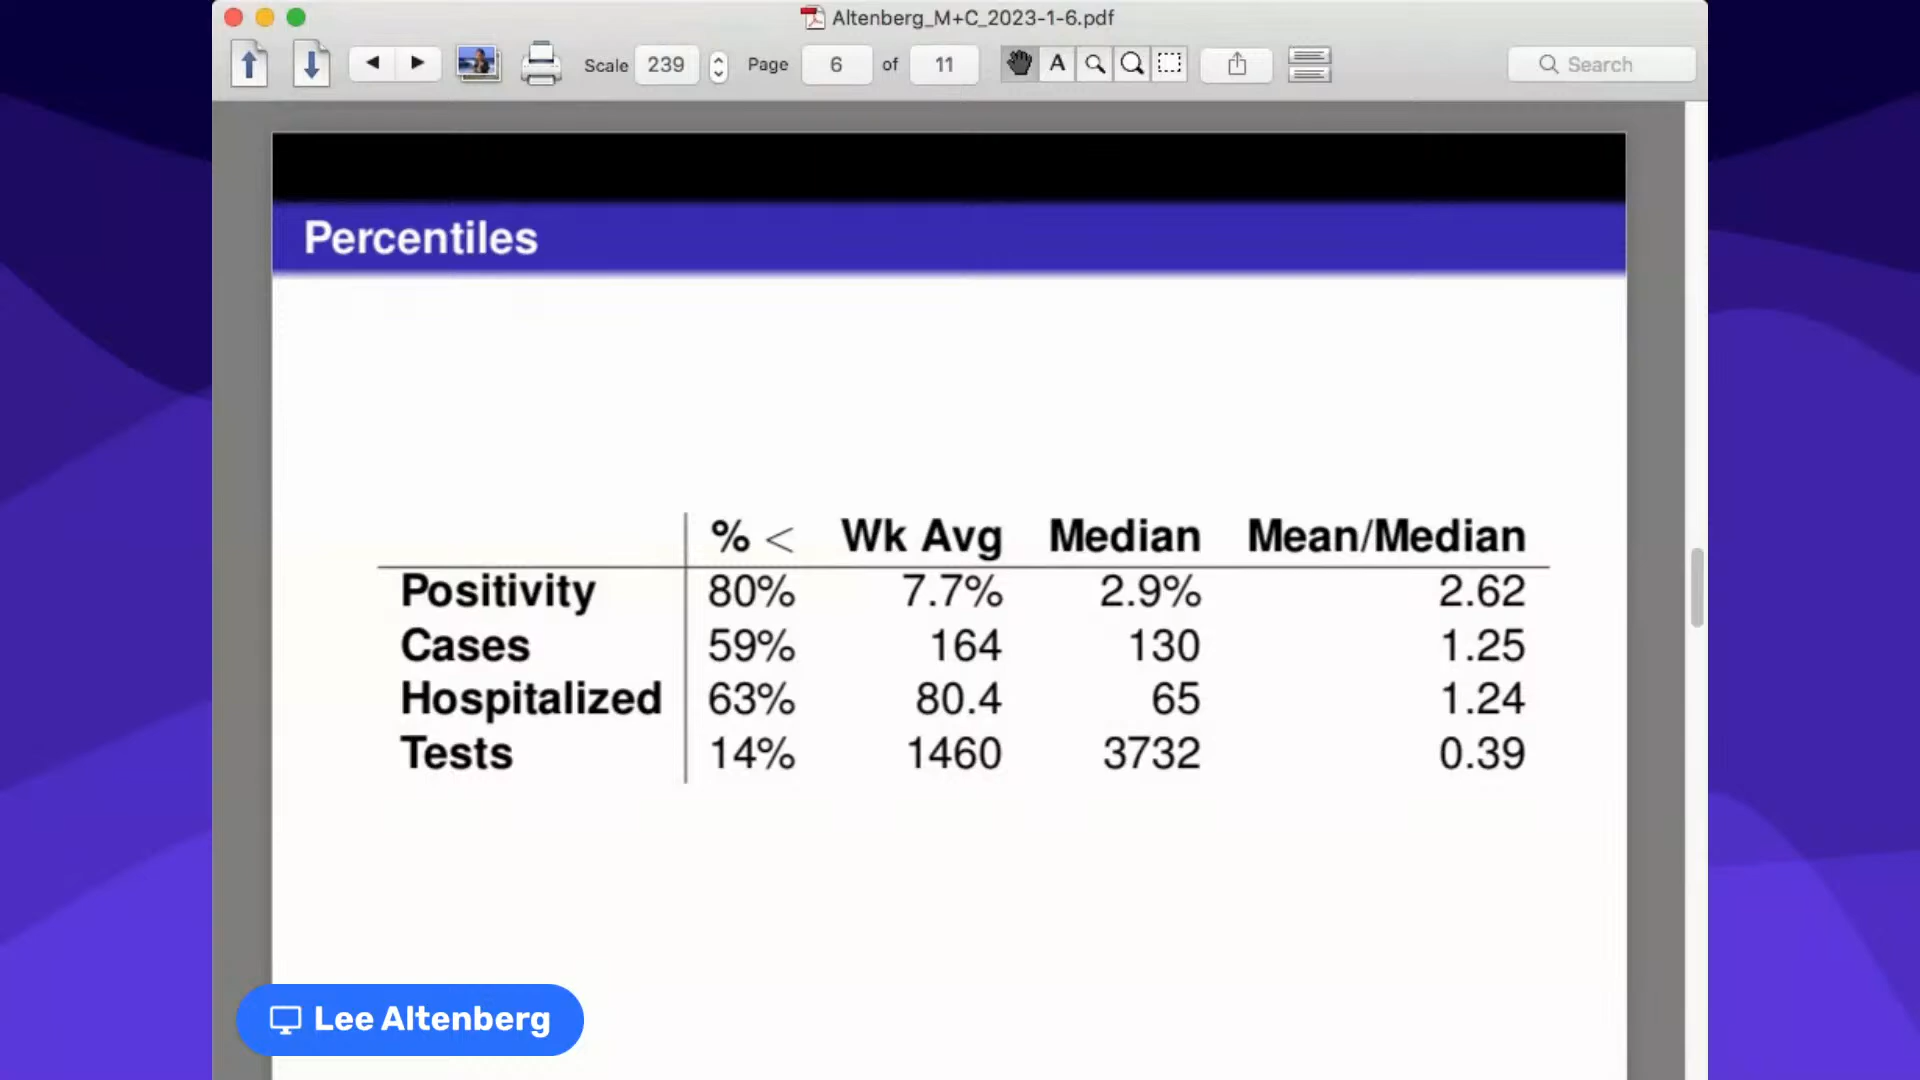 Altenberg_M+C_2023-1-6.pdf
Scale 239 Page 6 of 11 A Search
Percentiles
% < Wk Avg Median Mean/Median
Positivity 80% 7.7% 2.9% 2.62
Cases 59% 164 130 1.25
Hospitalized 63% 80.4 65 1.24
Tests 14% 1460 3732 0.39
Lee Altenberg